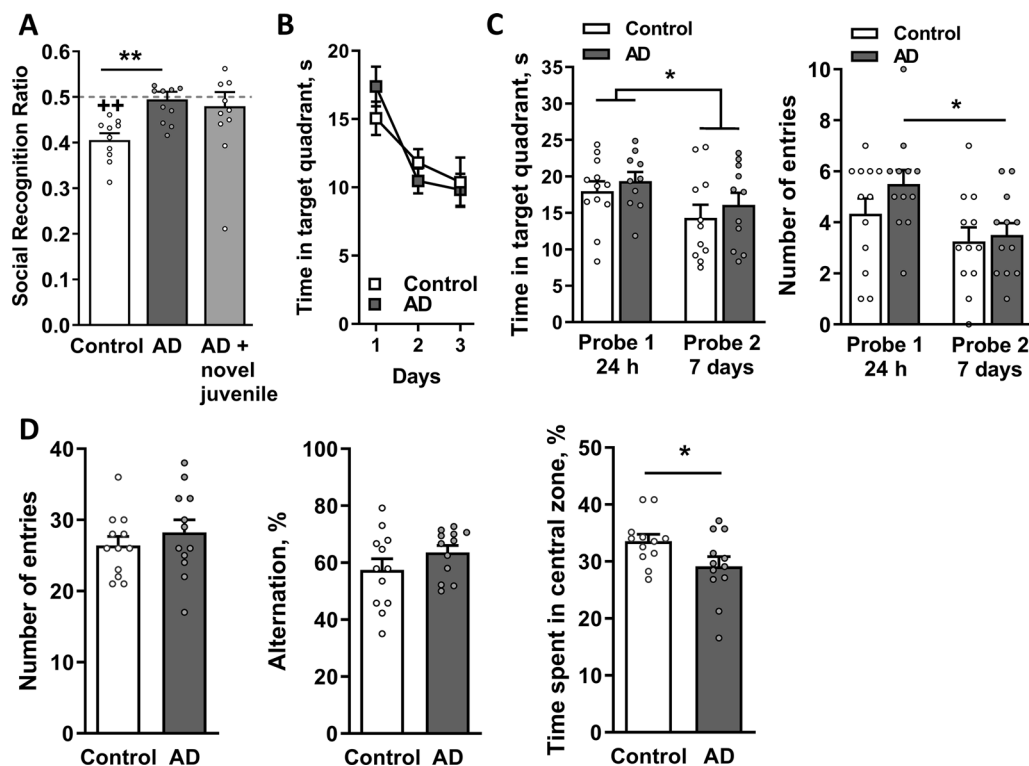 A
Social Recognition Ratio
0.6
0.5
0.4
0.3
0.2
0.1
0.0
**
++
Control
AD
AD +
novel
juvenile
B
Time in target quadrant, s
20
15
10
5
0
Control
AD
1
2
3
Days
C
Control
AD
Time in target quadrant, s
35
30
25
20
15
10
5
0
*
Probe 1
24 h
Probe 2
7 days
Control
AD
Number of entries
10
8
6
4
2
0
*
Probe 1
24 h
Probe 2
7 days
D
Number of entries
40
30
20
10
0
Control
AD
Alternation, %
100
80
60
40
20
0
Control
AD
Time spent in central zone, %
50
40
30
20
10
0
*
Control
AD